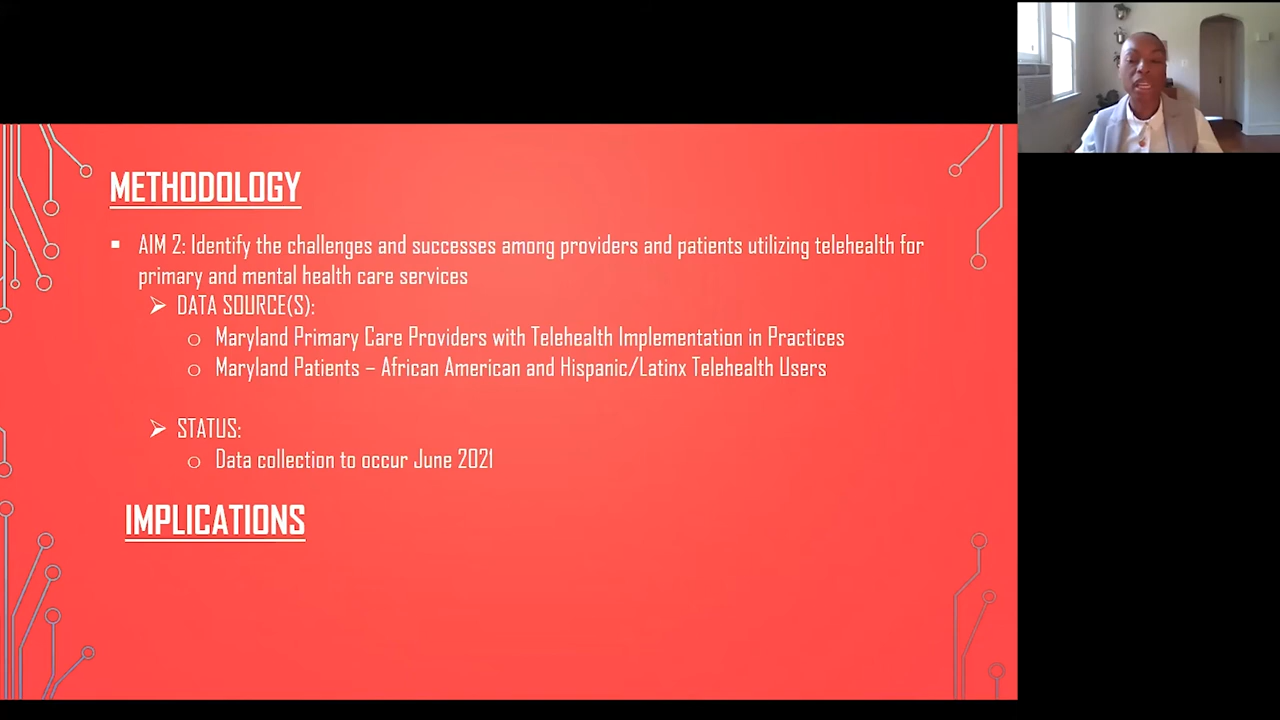 METHODOLOGY
▪ AIM 2: Identify the challenges and successes among providers and patients utilizing telehealth for
primary and mental health care services
➢ DATA SOURCE(S):
o Maryland Primary Care Providers with Telehealth Implementation in Practices
o Maryland Patients – African American and Hispanic/Latinx Telehealth Users
➢ STATUS:
o Data collection to occur June 2021
IMPLICATIONS